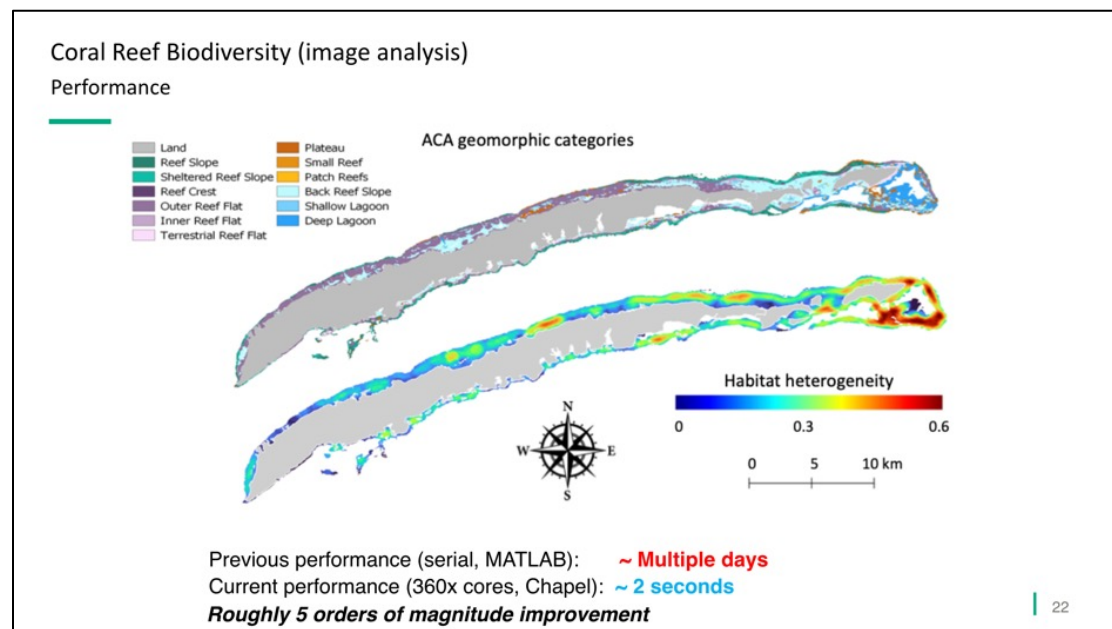 Coral Reef Biodiversity (image analysis)
Performance
ACA geomorphic categories
Land
Reef Slope
Sheltered Reef Slope
Reef Crest
Outer Reef Flat
Inner Reef Flat
Terrestrial Reef Flat
Plateau
Small Reef
Patch Reefs
Back Reef Slope
Shallow Lagoon
Deep Lagoon
Habitat heterogeneity
0 0.3 0.6
N
W E
S
0 5 10 km
Previous performance (serial, MATLAB): ~ Multiple days
Current performance (360x cores, Chapel): ~ 2 seconds
Roughly 5 orders of magnitude improvement
22